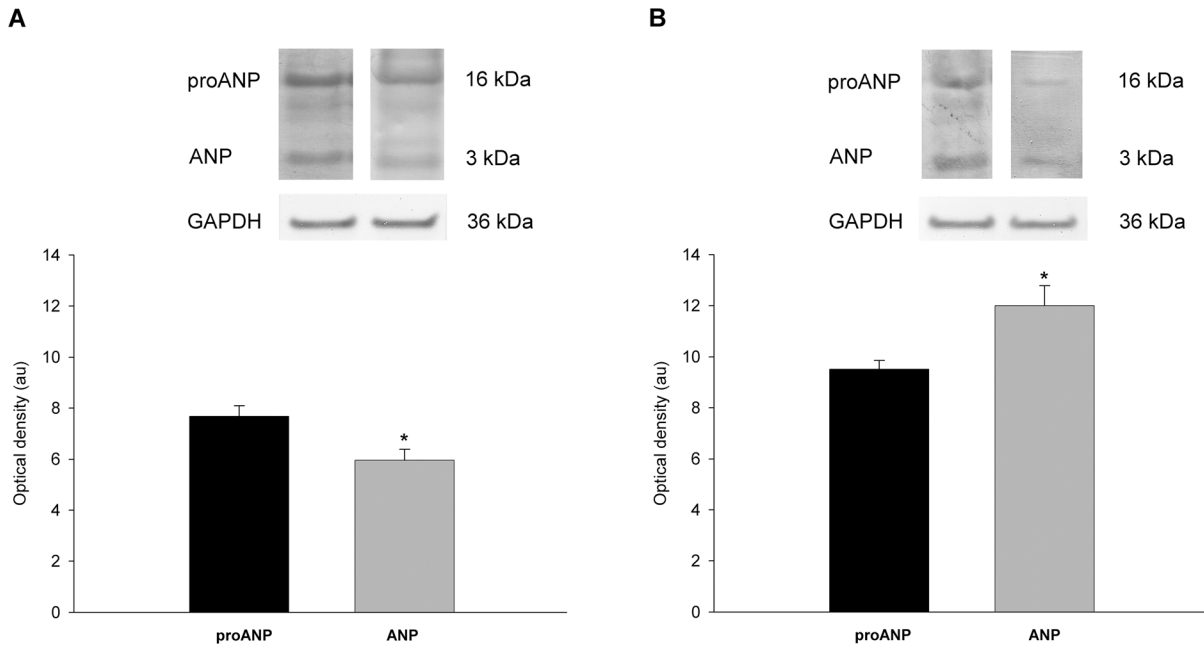 A
proANP 16 kDa
ANP 3 kDa
GAPDH 36 kDa
14
12
10
8
6
4
2
0
Optical density (au)
*
proANP ANP
B
proANP 16 kDa
ANP 3 kDa
GAPDH 36 kDa
14
12
10
8
6
4
2
0
Optical density (au)
*
proANP ANP